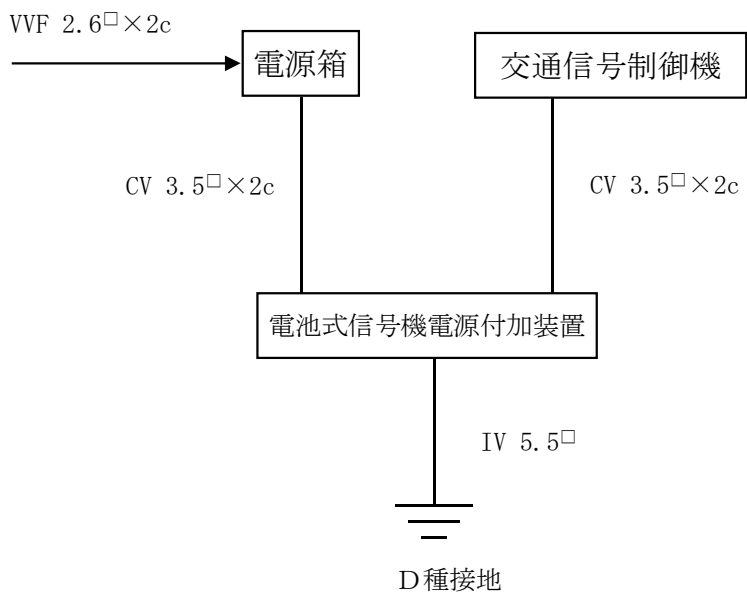 VVF 2.6□×2c
電源箱
交通信号制御機
CV 3.5□×2c
CV 3.5□×2c
電池式信号機電源付加装置
IV 5.5□
D種接地